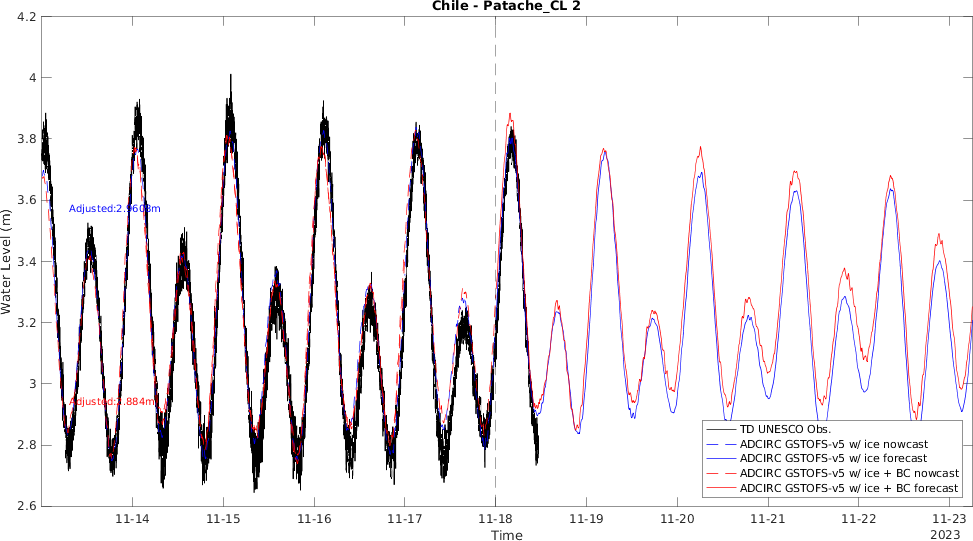 Chile - Patache_CL 2
4.2
4
3.8
3.6
3.4
3.2
3
2.8
2.6
Water Level (m)
Adjusted:2.9608m
TD UNESCO Obs.
ADCIRC GSTOFS-v5 w/ ice nowcast
ADCIRC GSTOFS-v5 w/ ice forecast
ADCIRC GSTOFS-v5 w/ ice + BC nowcast
ADCIRC GSTOFS-v5 w/ ice + BC forecast
11-14
11-15
11-16
11-17
11-18
11-19
11-20
11-21
11-22
11-23
Time
2023